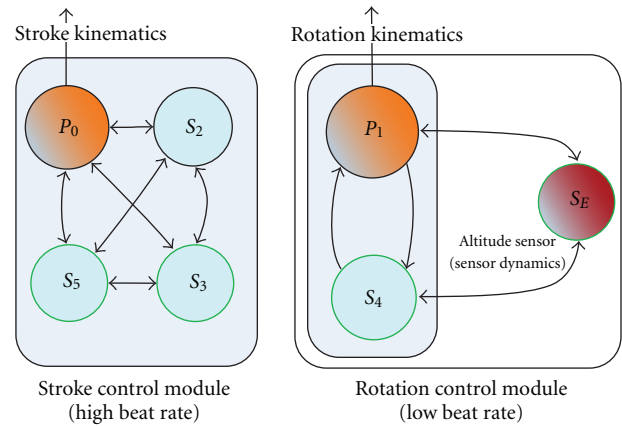 Stroke kinematics
Rotation kinematics
P0
S2
S5
S3
P1
S4
SE
Altitude sensor
(sensor dynamics)
Stroke control module
(high beat rate)
Rotation control module
(low beat rate)